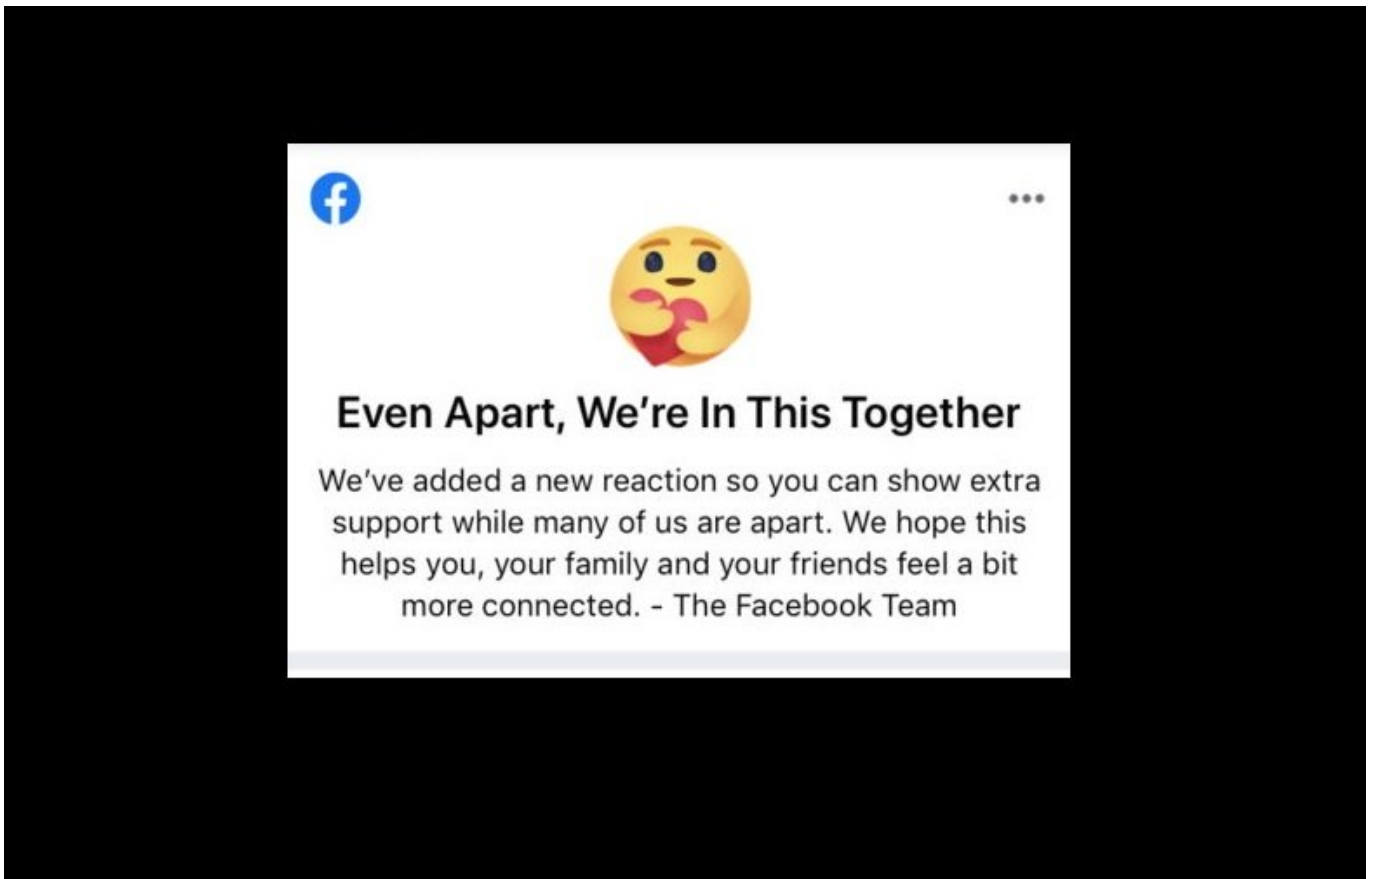 Even Apart, We’re In This Together
We’ve added a new reaction so you can show extra
support while many of us are apart. We hope this
helps you, your family and your friends feel a bit
more connected. - The Facebook Team